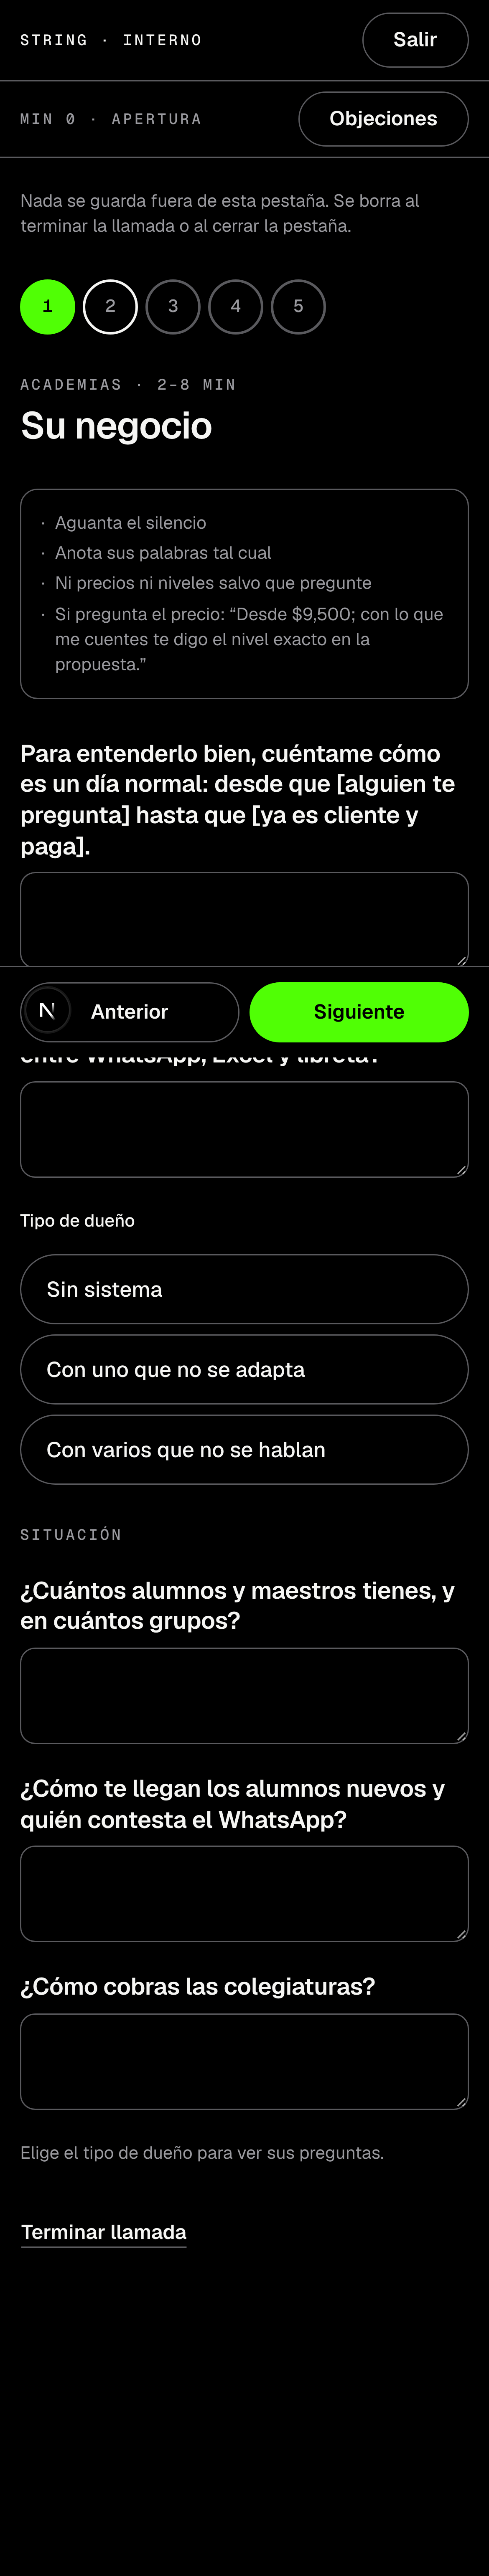 STRING · INTERNO
Salir
MIN 0 · APERTURA
Objeciones
Nada se guarda fuera de esta pestaña. Se borra al
terminar la llamada o al cerrar la pestaña.
1 2 3 4 5
ACADEMIAS · 2–8 MIN
Su negocio
· Aguanta el silencio
· Anota sus palabras tal cual
· Ni precios ni niveles salvo que pregunte
· Si pregunta el precio: “Desde $9,500; con lo que
me cuentes te digo el nivel exacto en la
propuesta.”
Para entenderlo bien, cuéntame cómo
es un día normal: desde que [alguien te
pregunta] hasta que [ya es cliente y
paga].
N
Anterior
Siguiente
entre WhatsApp, Excel y libreta?
Tipo de dueño
Sin sistema
Con uno que no se adapta
Con varios que no se hablan
SITUACIÓN
¿Cuántos alumnos y maestros tienes, y
en cuántos grupos?
¿Cómo te llegan los alumnos nuevos y
quién contesta el WhatsApp?
¿Cómo cobras las colegiaturas?
Elige el tipo de dueño para ver sus preguntas.
Terminar llamada